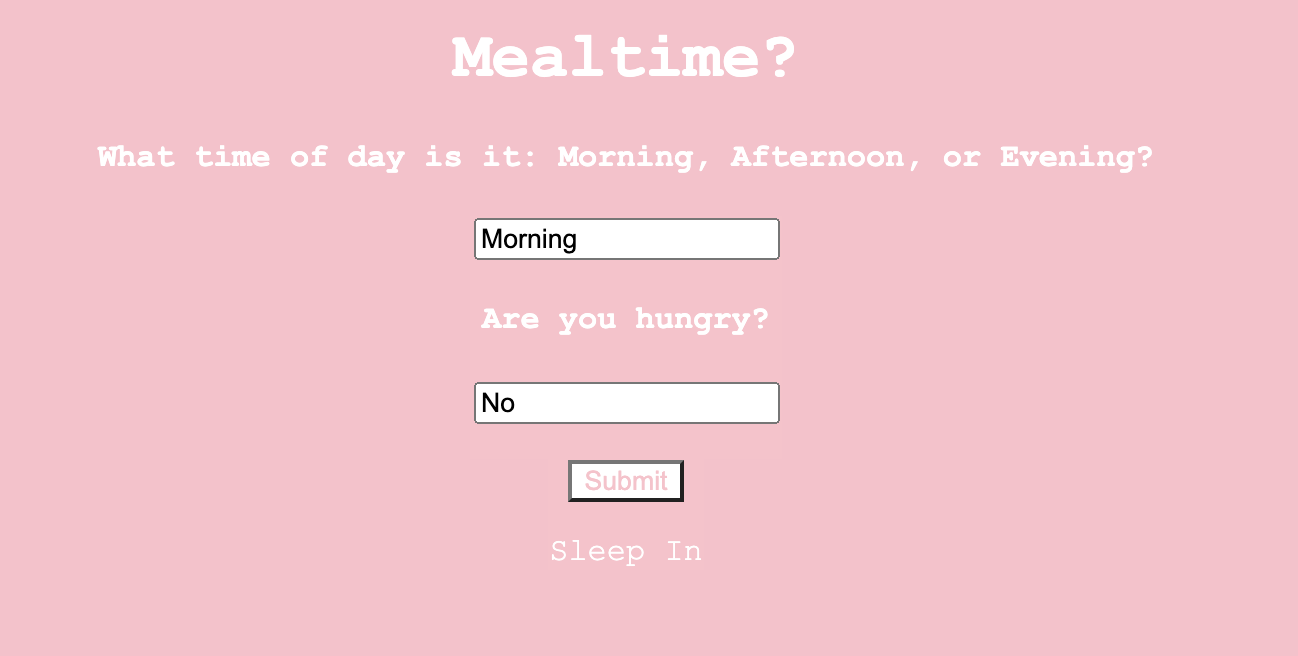 Mealtime?
What time of day is it: Morning, Afternoon, or Evening?
Morning
Are you hungry?
No
Submit
Sleep In